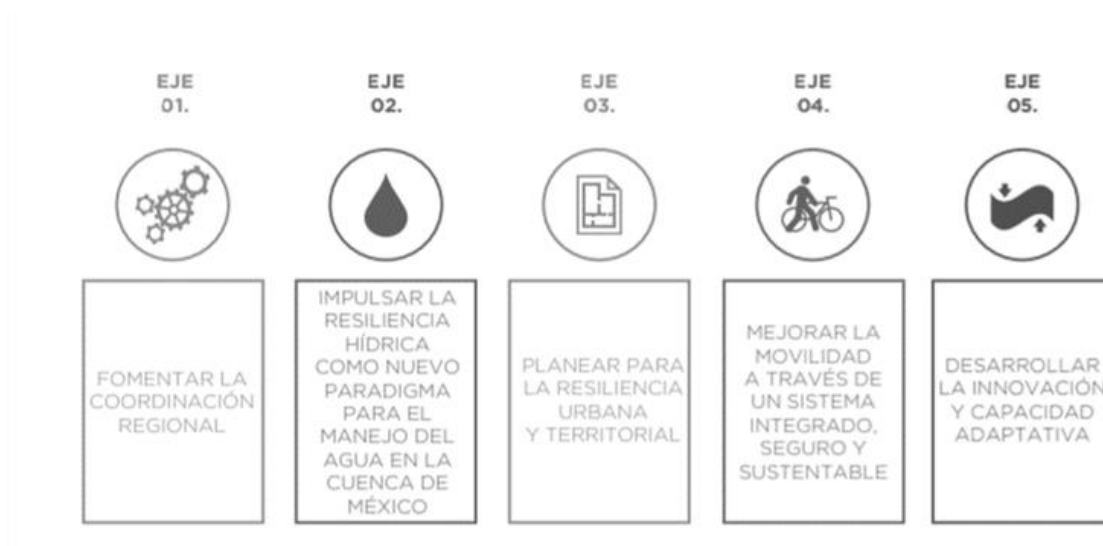 EJE
01.
EJE
02.
EJE
03.
EJE
04.
EJE
05.
FOMENTAR LA
COORDINACIÓN
REGIONAL
IMPULSAR LA
RESILIENCIA
HÍDRICA
COMO NUEVO
PARADIGMA
PARA EL
MANEJO DEL
AGUA EN LA
CUENCA DE
MÉXICO
PLANEAR PARA
LA RESILIENCIA
URBANA
Y TERRITORIAL
MEJORAR LA
MOVILIDAD
A TRAVÉS DE
UN SISTEMA
INTEGRADO,
SEGURO Y
SUSTENTABLE
DESARROLLAR
LA INNOVACIÓN
Y CAPACIDAD
ADAPTATIVA